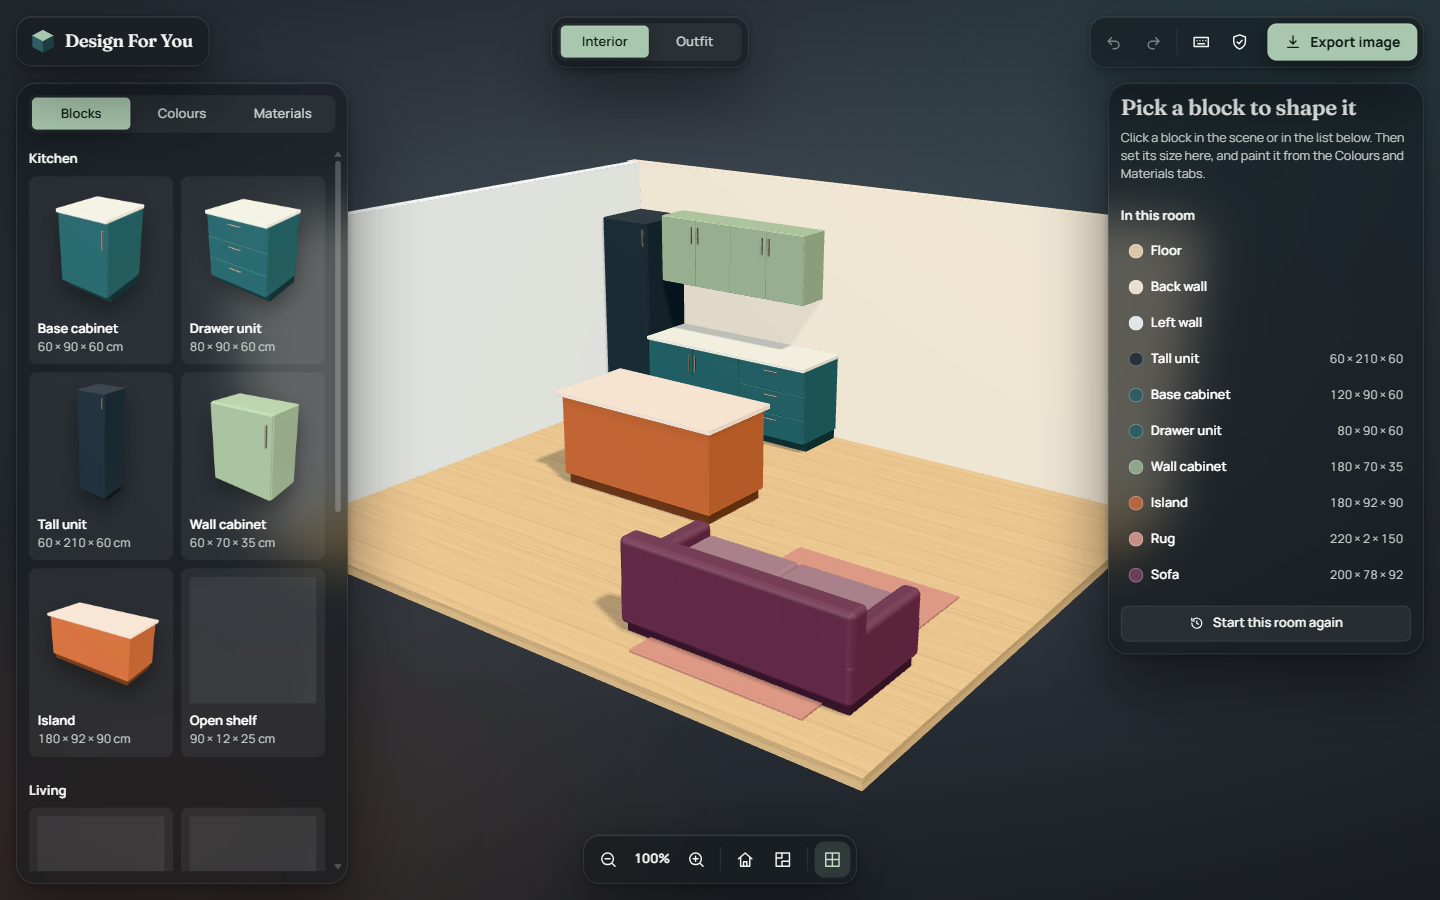 Design For You
Interior
Outfit
Export image
Blocks
Colours
Materials
Kitchen
Base cabinet
60 × 90 × 60 cm
Drawer unit
80 × 90 × 60 cm
Tall unit
60 × 210 × 60 cm
Wall cabinet
60 × 70 × 35 cm
Island
180 × 92 × 90 cm
Open shelf
90 × 12 × 25 cm
Living
Pick a block to shape it
Click a block in the scene or in the list below. Then
set its size here, and paint it from the Colours and
Materials tabs.
In this room
Floor
Back wall
Left wall
Tall unit 60 × 210 × 60
Base cabinet 120 × 90 × 60
Drawer unit 80 × 90 × 60
Wall cabinet 180 × 70 × 35
Island 180 × 92 × 90
Rug 220 × 2 × 150
Sofa 200 × 78 × 92
Start this room again
100%